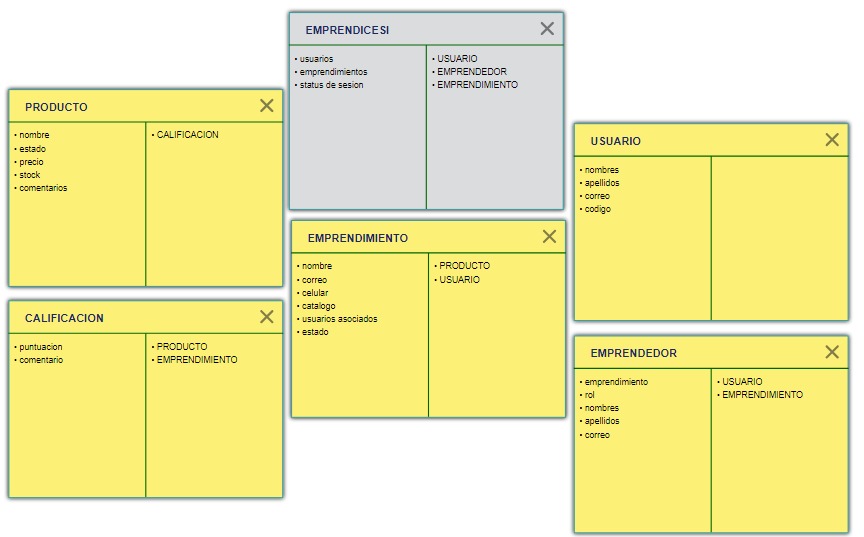 EMPRENDICESI
• usuarios
• emprendimientos
• status de sesion
• USUARIO
• EMPRENDEDOR
• EMPRENDIMIENTO
PRODUCTO
• nombre
• estado
• precio
• stock
• comentarios
• CALIFICACION
USUARIO
• nombres
• apellidos
• correo
• codigo
EMPRENDIMIENTO
• nombre
• correo
• celular
• catalogo
• usuarios asociados
• estado
• PRODUCTO
• USUARIO
CALIFICACION
• puntuacion
• comentario
• PRODUCTO
• EMPRENDIMIENTO
EMPRENDEDOR
• emprendimiento
• rol
• nombres
• apellidos
• correo
• USUARIO
• EMPRENDIMIENTO